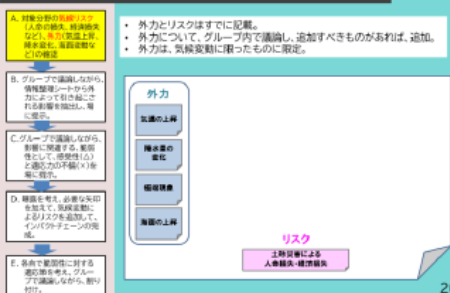 A. 対象分野の気候リスク
（人命の損失、経済損失
など）、外力（気温上昇、
降水変化、海面変動な
ど）の確認
B. グループで議論しながら、
情報整理シートから外
力によって引き起こさ
れる影響を抽出し、場
に提示。
C.グループで議論しながら、
影響に関連する、脆弱
性として、感受性（△）
と適応力の不備（×）を
場に提示。
D. 曝露を考え、必要な矢印
を加えて、気候変動に
よるリスクを追加して、
インパクトチェーンの完
成。
E. 各自で脆弱性に対する
適応策を考え、グルー
プで議論しながら、割り
付け。
• 外力とリスクはすでに記載。
• 外力について、グループ内で議論し、追加すべきものがあれば、追加。
• 外力は、気候変動に限ったものに限定。
外力
気温の上昇
降水量の
変化
極端現象
海面の上昇
リスク
土砂災害による
人命損失・経済損失